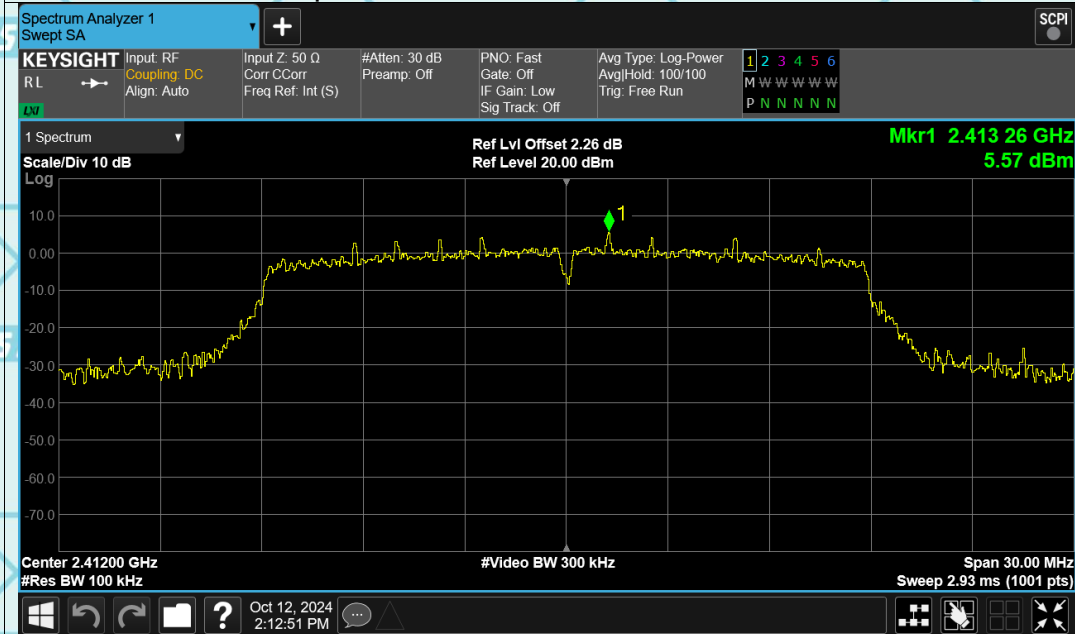 Spectrum Analyzer 1
Swept SA
+
SCPI
KEYSIGHT
R L
LXI
Input: RF
Coupling: DC
Align: Auto
Input Z: 50 Ω
Corr CCorr
Freq Ref: Int (S)
#Atten: 30 dB
Preamp: Off
PNO: Fast
Gate: Off
IF Gain: Low
Sig Track: Off
Avg Type: Log-Power
Avg|Hold: 100/100
Trig: Free Run
1 2 3 4 5 6
M W W W W W
P N N N N N
1 Spectrum
Scale/Div 10 dB
Ref Lvl Offset 2.26 dB
Ref Level 20.00 dBm
Mkr1 2.413 26 GHz
5.57 dBm
Log
1
10.0
0.00
-10.0
-20.0
-30.0
-40.0
-50.0
-60.0
-70.0
Center 2.41200 GHz
#Video BW 300 kHz
Span 30.00 MHz
#Res BW 100 kHz
Sweep 2.93 ms (1001 pts)
?
Oct 12, 2024
2:12:51 PM